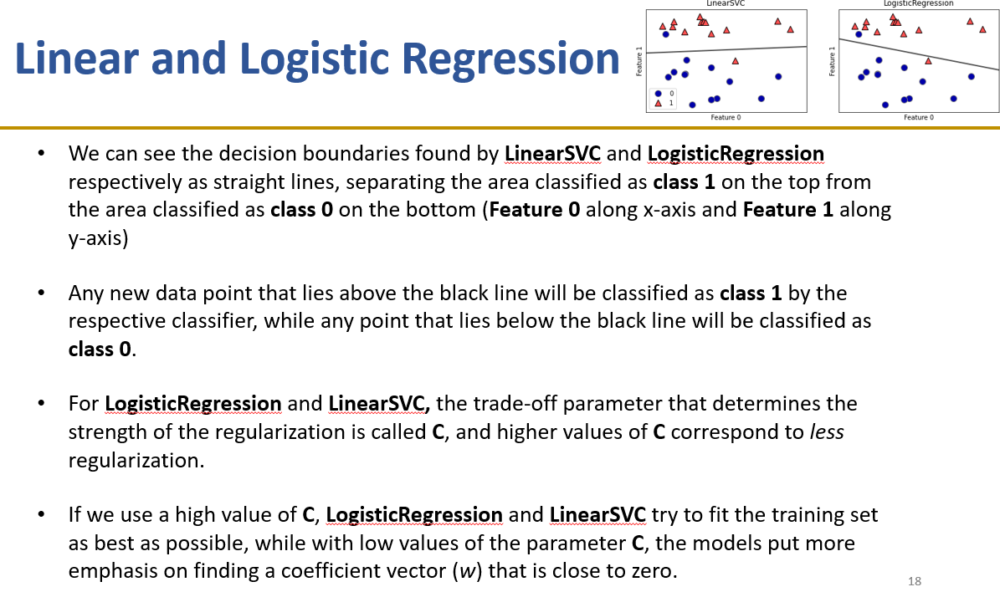 LinearSVC
LogisticRegression
Linear and Logistic Regression
Feature 1
0
1
Feature 0
Feature 1
Feature 0
• We can see the decision boundaries found by LinearSVC and LogisticRegression
respectively as straight lines, separating the area classified as class 1 on the top from
the area classified as class 0 on the bottom (Feature 0 along x-axis and Feature 1 along
y-axis)
• Any new data point that lies above the black line will be classified as class 1 by the
respective classifier, while any point that lies below the black line will be classified as
class 0.
• For LogisticRegression and LinearSVC, the trade-off parameter that determines the
strength of the regularization is called C, and higher values of C correspond to less
regularization.
• If we use a high value of C, LogisticRegression and LinearSVC try to fit the training set
as best as possible, while with low values of the parameter C, the models put more
emphasis on finding a coefficient vector (w) that is close to zero.
18